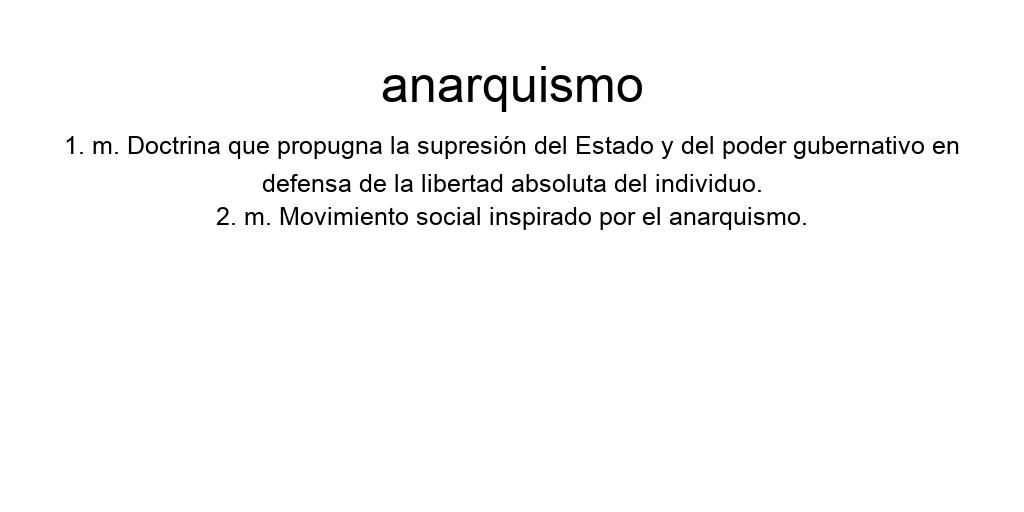 anarquismo
1. m. Doctrina que propugna la supresión del Estado y del poder gubernativo en
defensa de la libertad absoluta del individuo.
2. m. Movimiento social inspirado por el anarquismo.